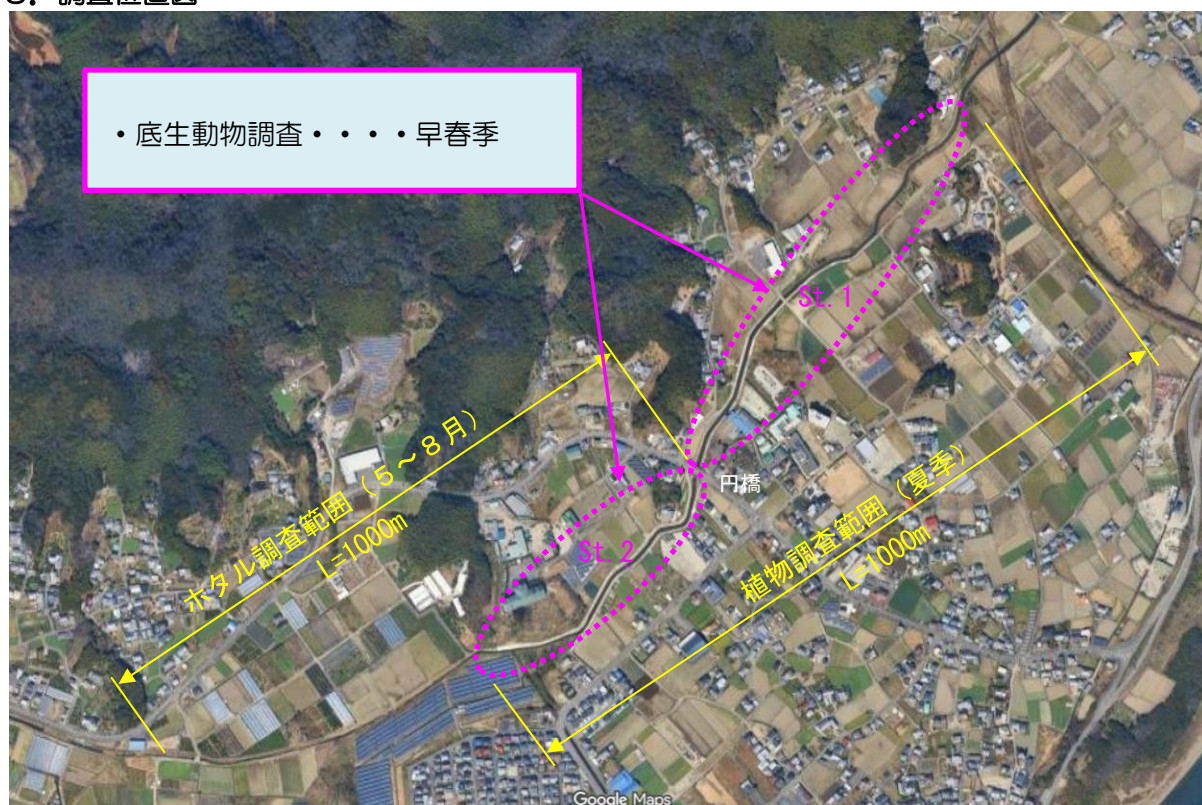 ・底生動物調査・・・・早春季
St. 1
円橋
St. 2
ホタル調査範囲（５～８月）
L=1000m
植物調査範囲（夏季）
L=1000m
Google Maps